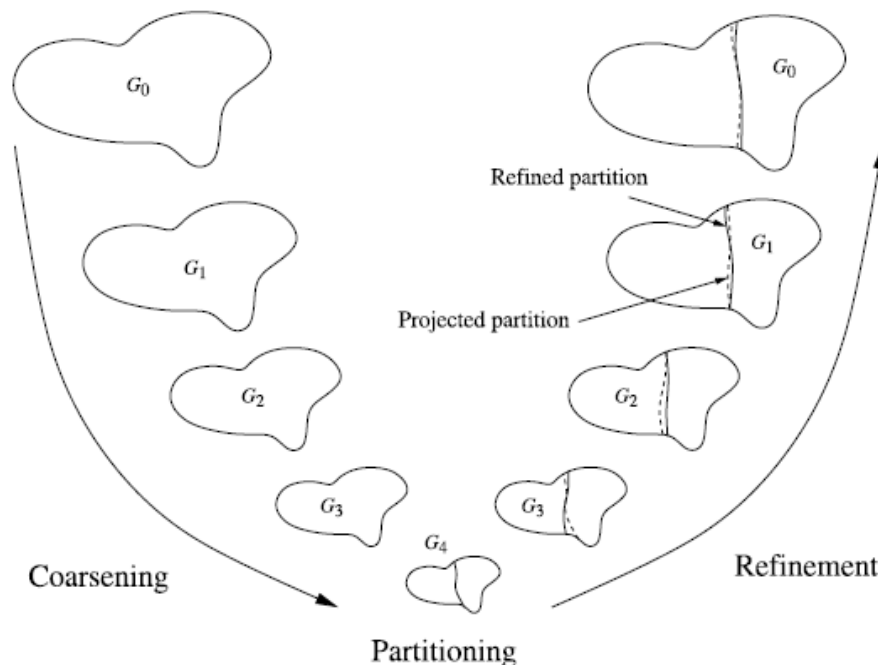 G0
G0
Refined partition
G1
G1
Projected partition
G2
G2
G3
G3
G4
Coarsening
Refinement
Partitioning